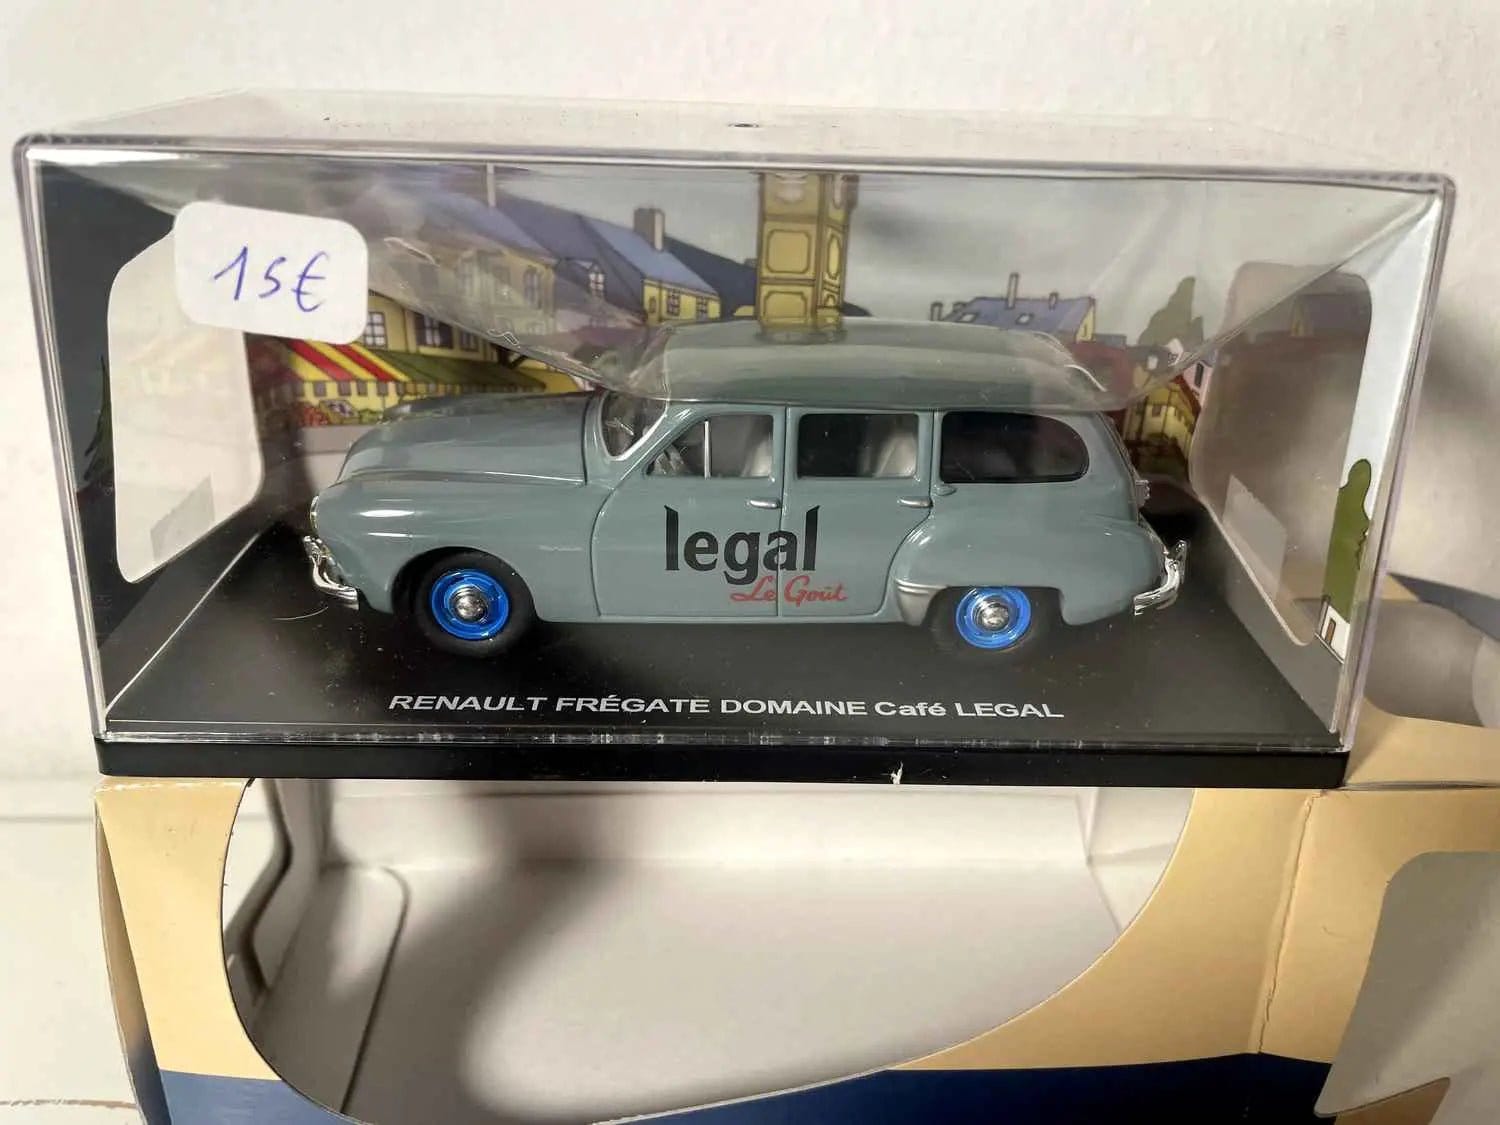 15€
legal
Le Goût
RENAULT FRÉGATE DOMAINE Café LEGAL